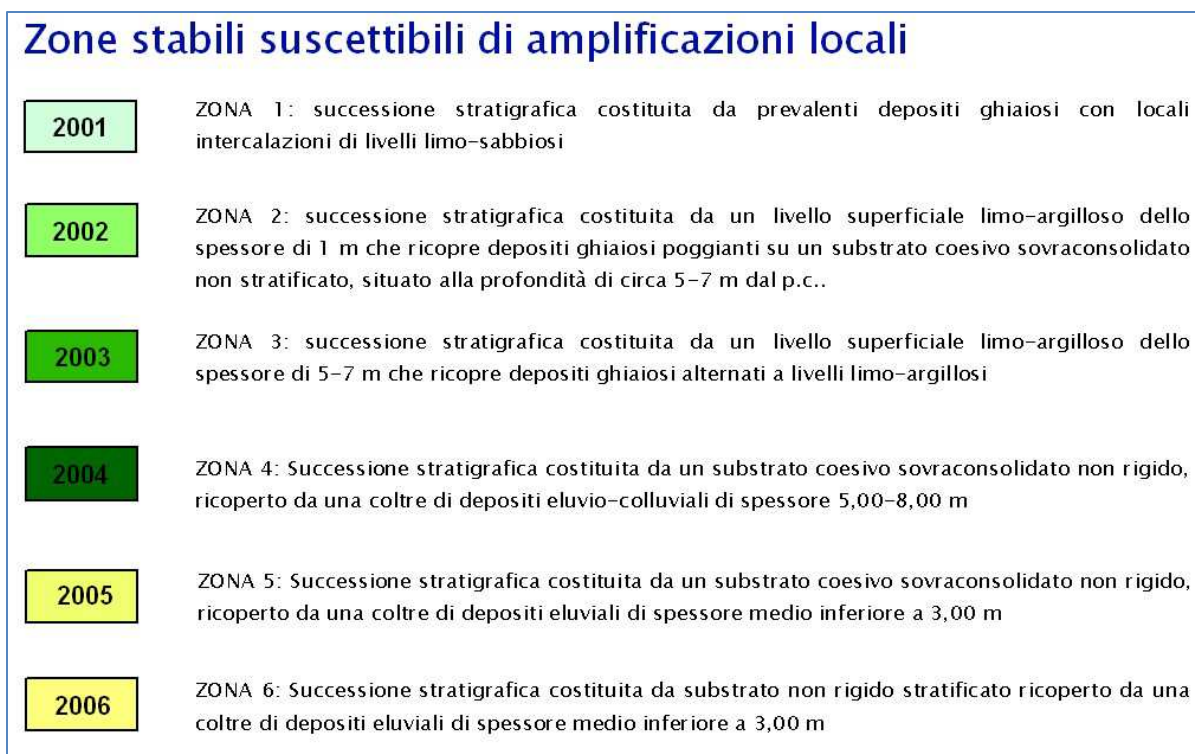 Zone stabili suscettibili di amplificazioni locali
2001
ZONA 1: successione stratigrafica costituita da prevalenti depositi ghiaiosi con locali
intercalazioni di livelli limo-sabbiosi
2002
ZONA 2: successione stratigrafica costituita da un livello superficiale limo-argilloso dello
spessore di 1 m che ricopre depositi ghiaiosi poggianti su un substrato coesivo sovraconsolidato
non stratificato, situato alla profondità di circa 5-7 m dal p.c..
2003
ZONA 3: successione stratigrafica costituita da un livello superficiale limo-argilloso dello
spessore di 5-7 m che ricopre depositi ghiaiosi alternati a livelli limo-argillosi
2004
ZONA 4: Successione stratigrafica costituita da un substrato coesivo sovraconsolidato non rigido,
ricoperto da una coltre di depositi eluvio-colluviali di spessore 5,00-8,00 m
2005
ZONA 5: Successione stratigrafica costituita da un substrato coesivo sovraconsolidato non rigido,
ricoperto da una coltre di depositi eluviali di spessore medio inferiore a 3,00 m
2006
ZONA 6: Successione stratigrafica costituita da substrato non rigido stratificato ricoperto da una
coltre di depositi eluviali di spessore medio inferiore a 3,00 m